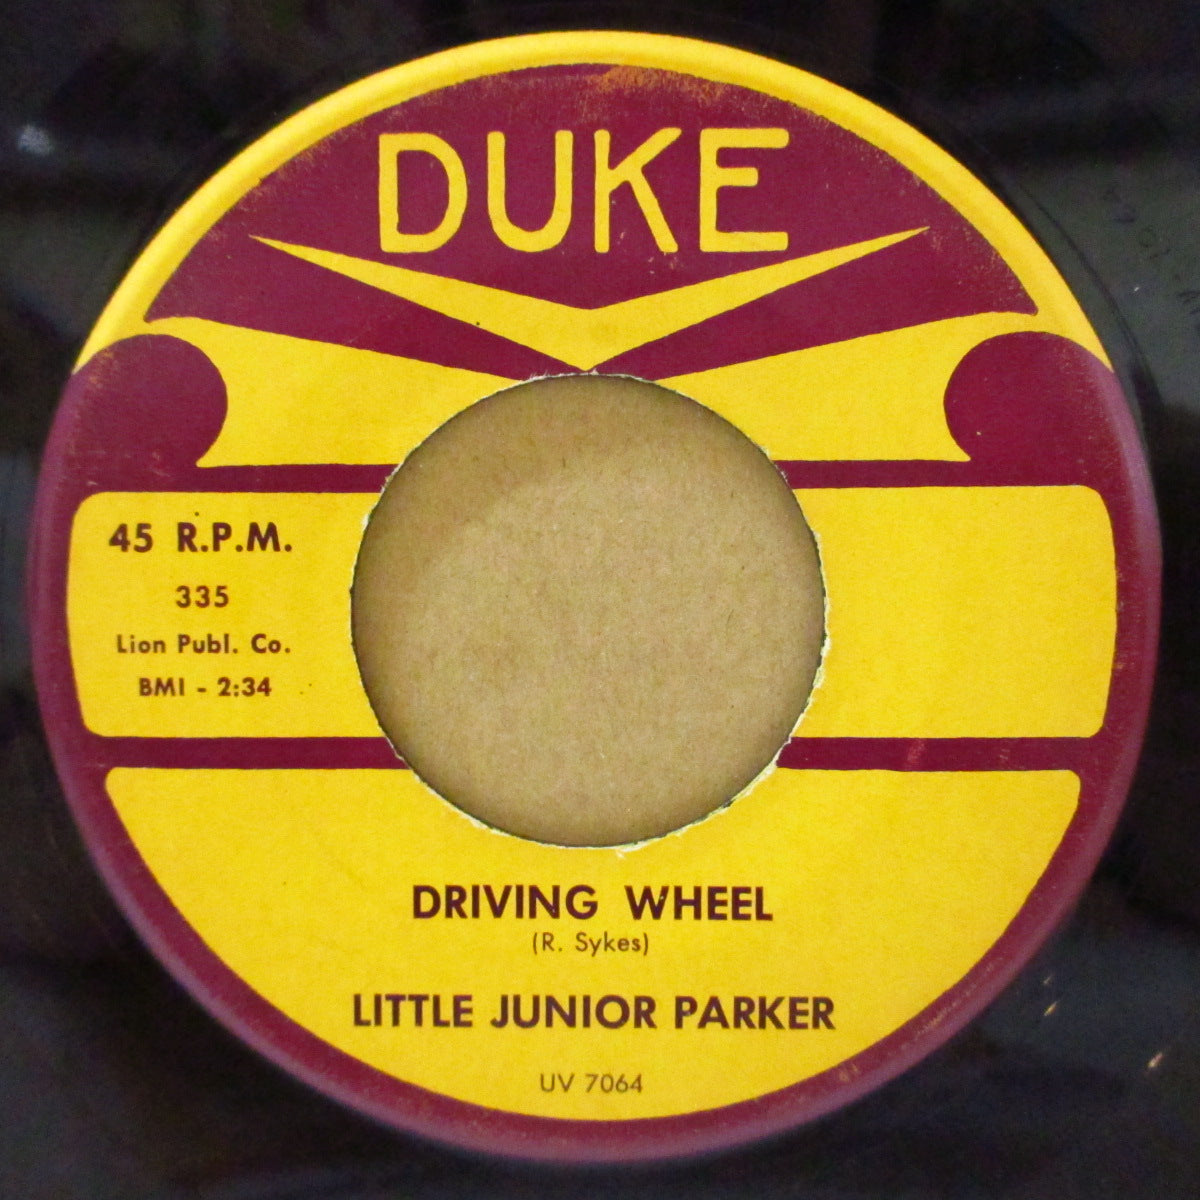 DUKE
45 R.P.M.
335
Lion Publ. Co.
BMI - 2:34
DRIVING WHEEL
(R. Sykes)
LITTLE JUNIOR PARKER
UV 7064